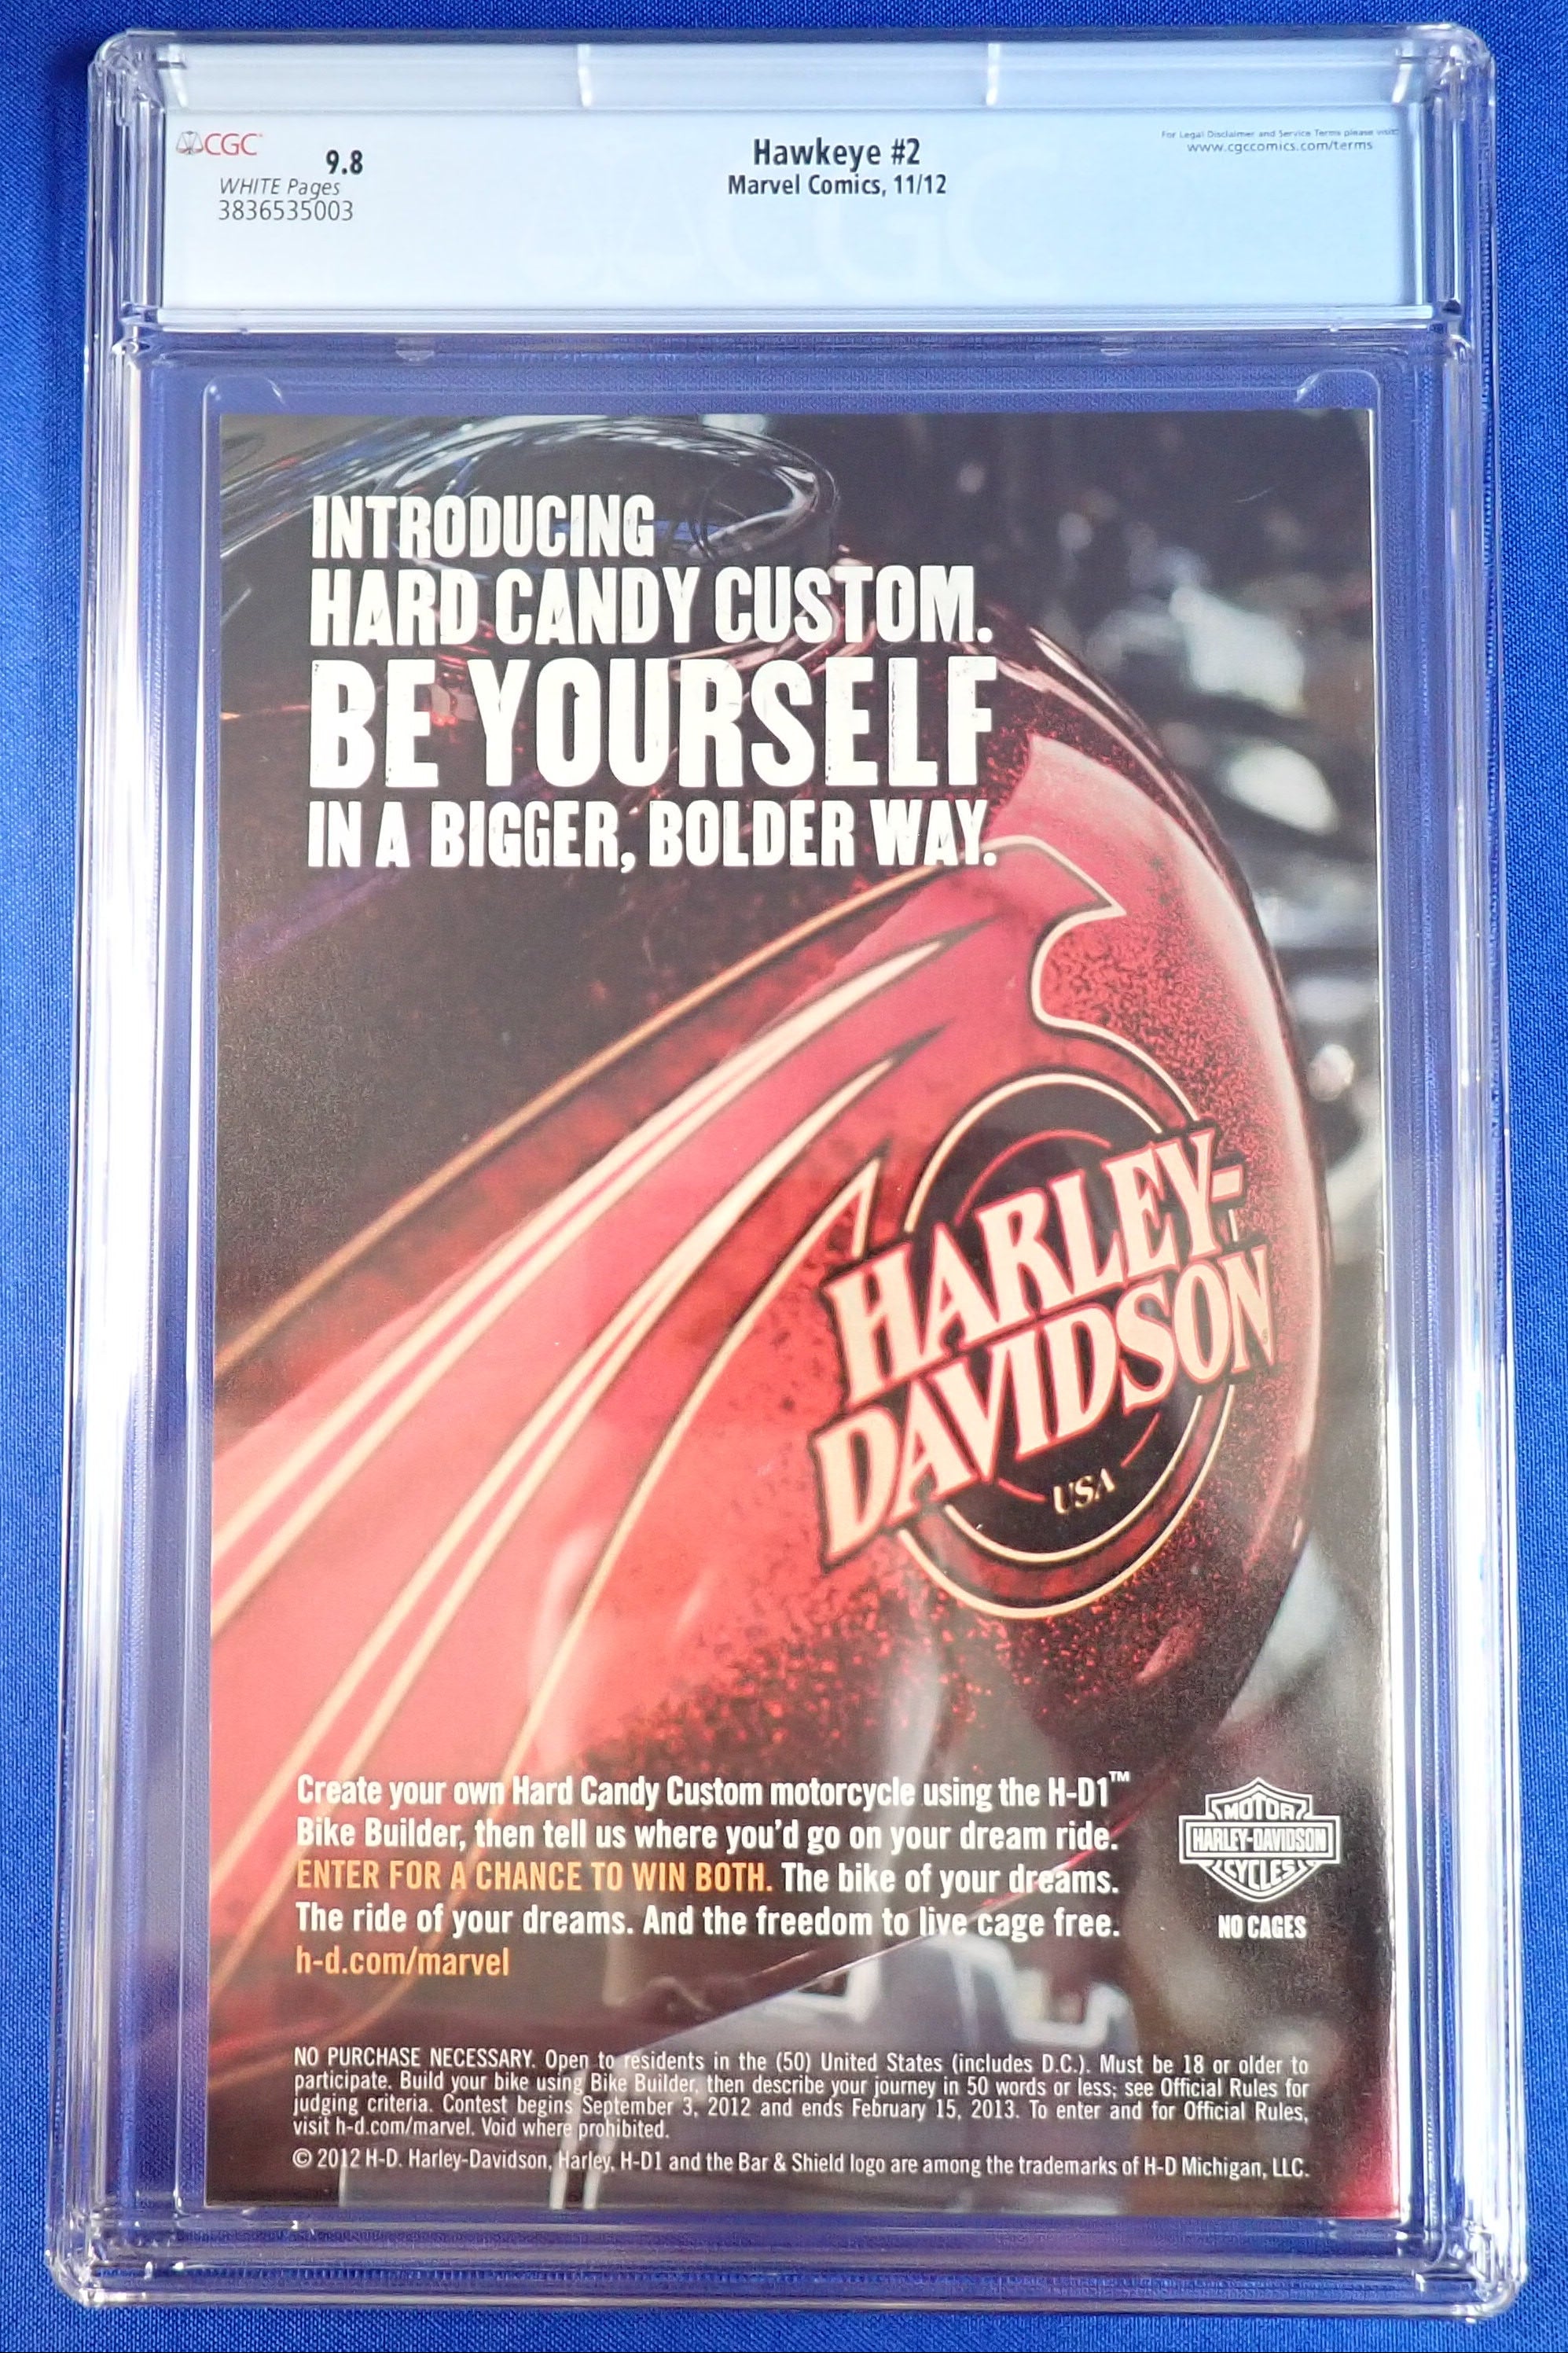 CGC
9.8
WHITE Pages
3836535003
Hawkeye #2
Marvel Comics, 11/12
For Legal Disclaimer and Service Terms please visit:
www.cgccomics.com/terms
CGC
INTRODUCING
HARD CANDY CUSTOM.
BE YOURSELF
IN A BIGGER, BOLDER WAY.
HARLEY-
DAVIDSON
USA
Create your own Hard Candy Custom motorcycle using the H-D1™
Bike Builder, then tell us where you'd go on your dream ride.
ENTER FOR A CHANCE TO WIN BOTH. The bike of your dreams.
The ride of your dreams. And the freedom to live cage free.
h-d.com/marvel
MOTOR
HARLEY-DAVIDSON
CYCLES
NO CAGES
NO PURCHASE NECESSARY. Open to residents in the (50) United States (includes D.C.). Must be 18 or older to
participate. Build your bike using Bike Builder, then describe your journey in 50 words or less; see Official Rules for
judging criteria. Contest begins September 3, 2012 and ends February 15, 2013. To enter and for Official Rules,
visit h-d.com/marvel. Void where prohibited.
© 2012 H-D. Harley-Davidson, Harley, H-D1 and the Bar & Shield logo are among the trademarks of H-D Michigan, LLC.